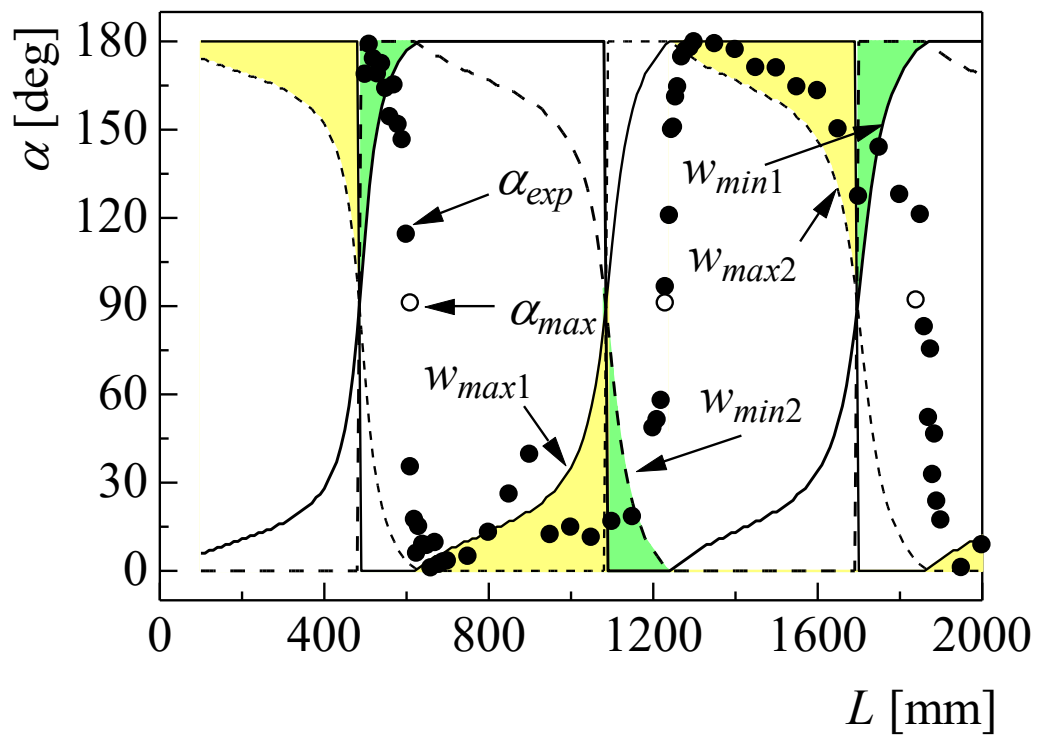 α [deg]
180
150
120
90
60
30
0
α_exp
α_max
w_max1
w_min2
w_min1
w_max2
0 400 800 1200 1600 2000
L [mm]